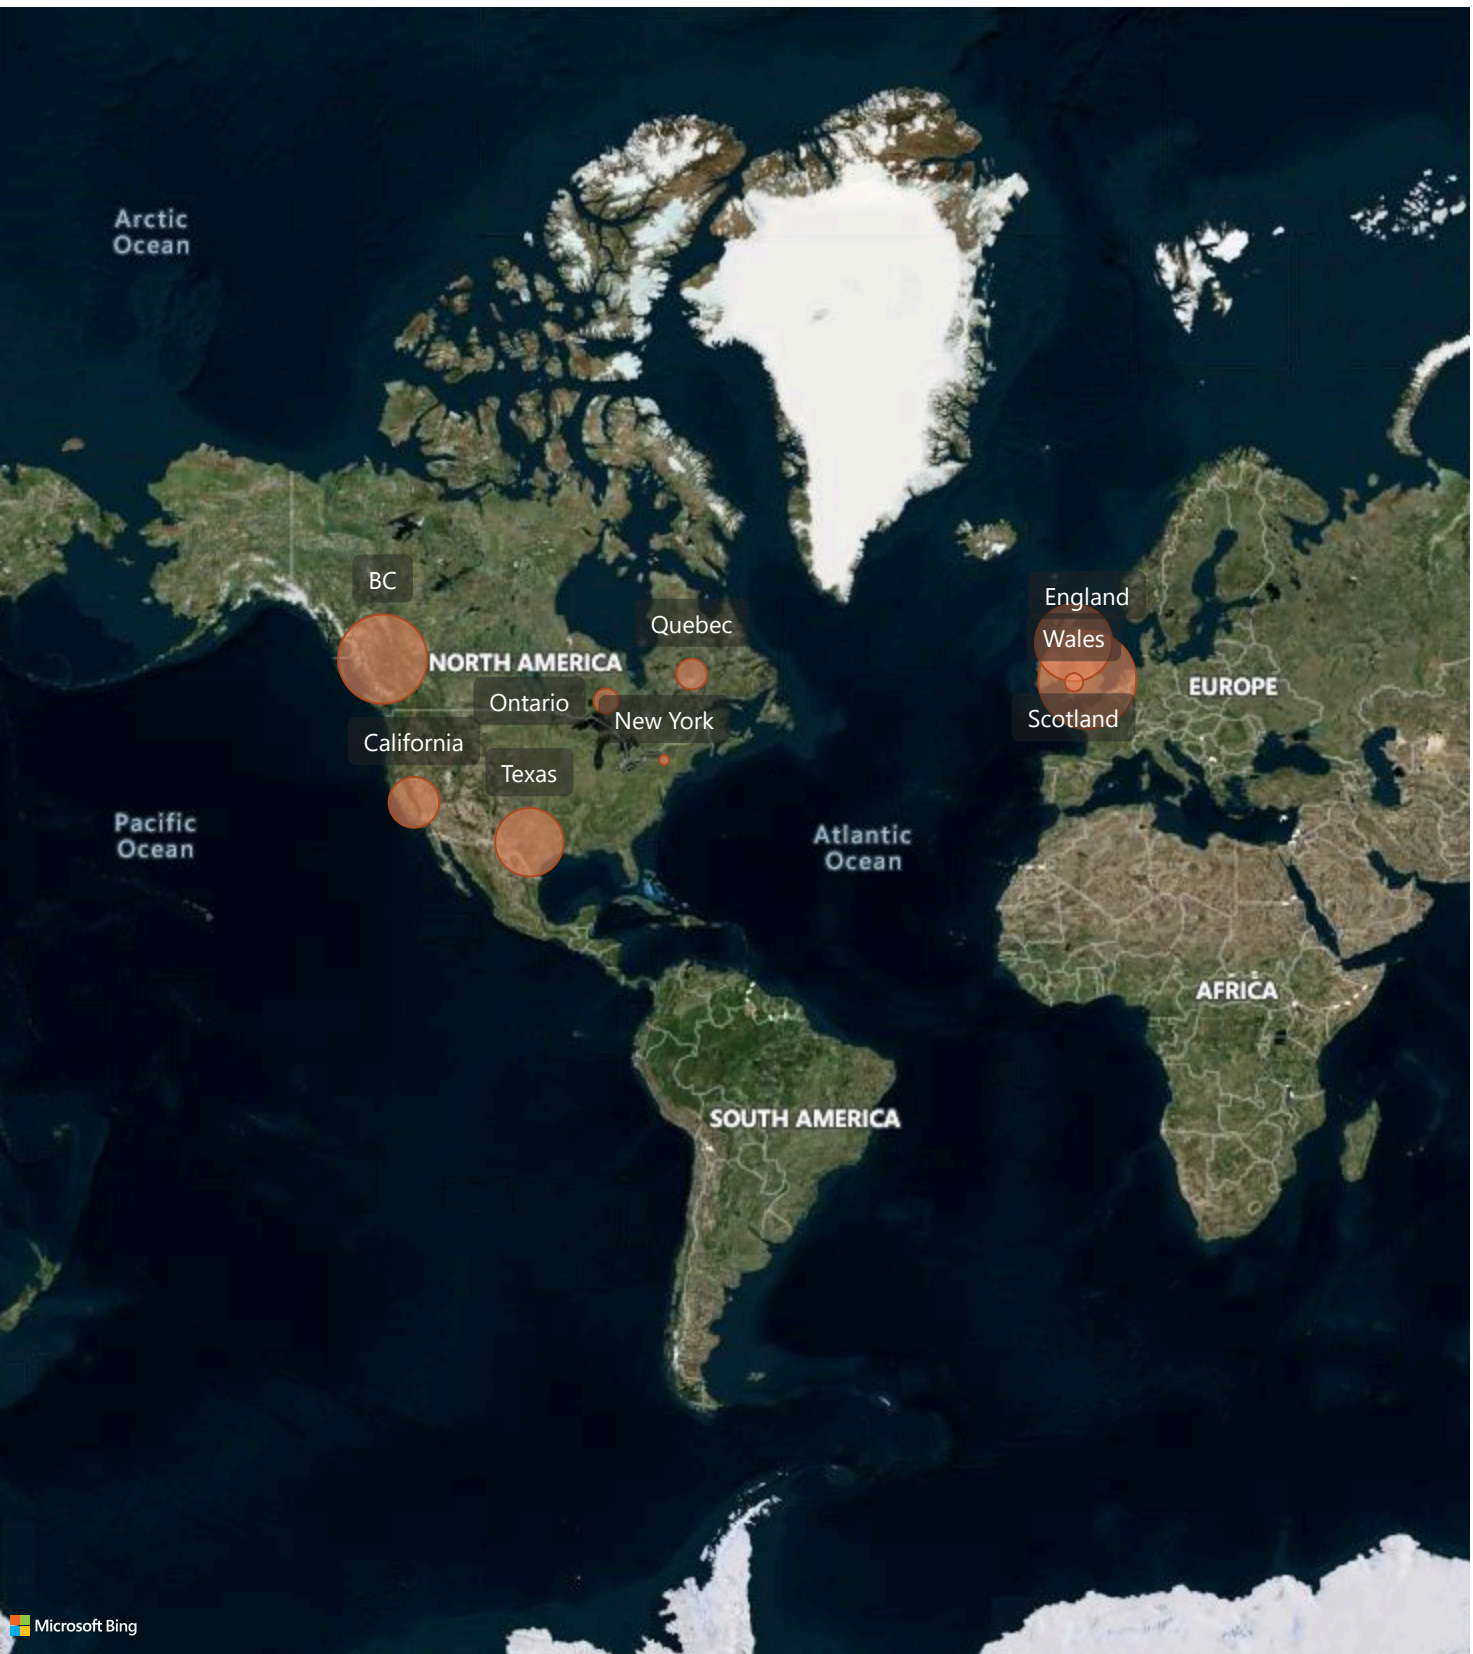 Arctic
Ocean
BC
England
Quebec
Wales
NORTH AMERICA
EUROPE
Ontario
New York
Scotland
California
Texas
Pacific
Ocean
Atlantic
Ocean
AFRICA
SOUTH AMERICA
Microsoft Bing